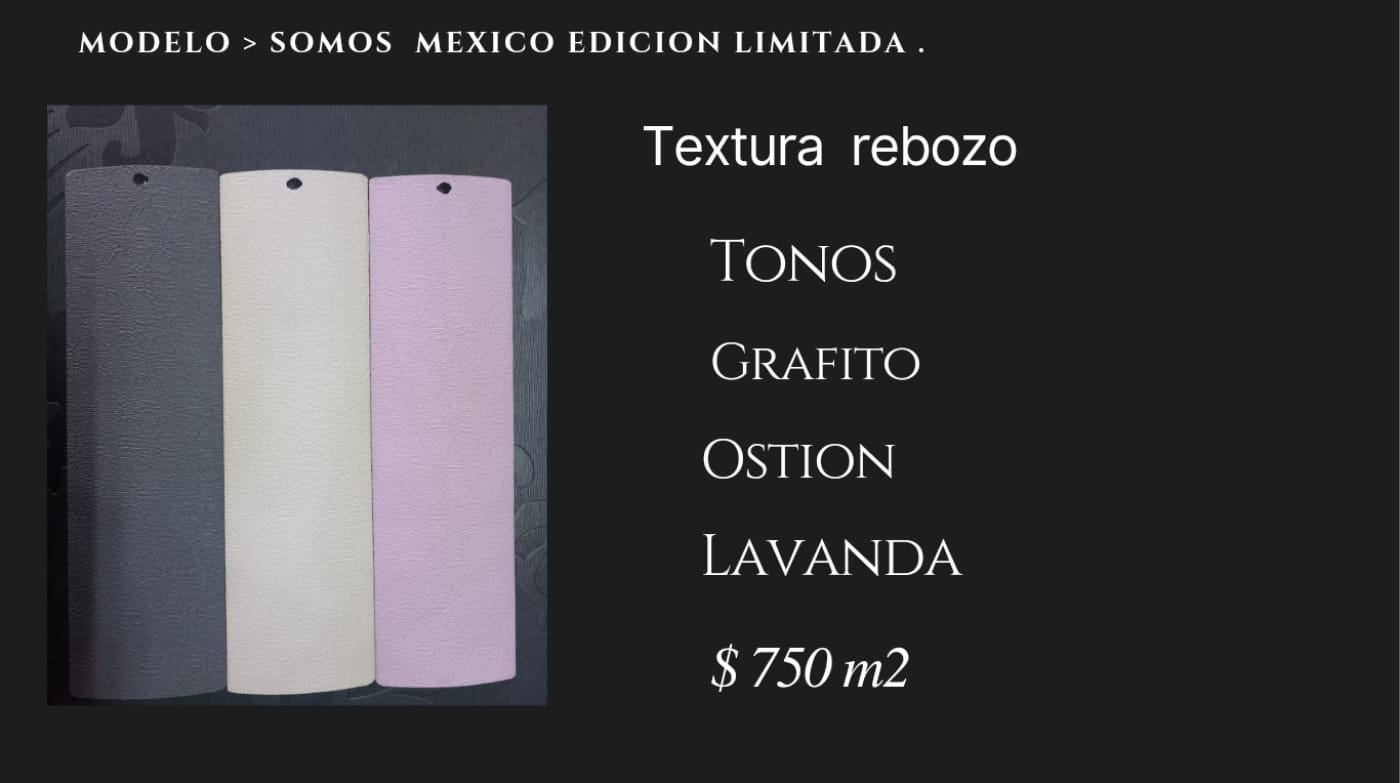 MODELO > SOMOS MEXICO EDICION LIMITADA .
Textura rebozo
TONOS
GRAFITO
OSTION
LAVANDA
$ 750 m2